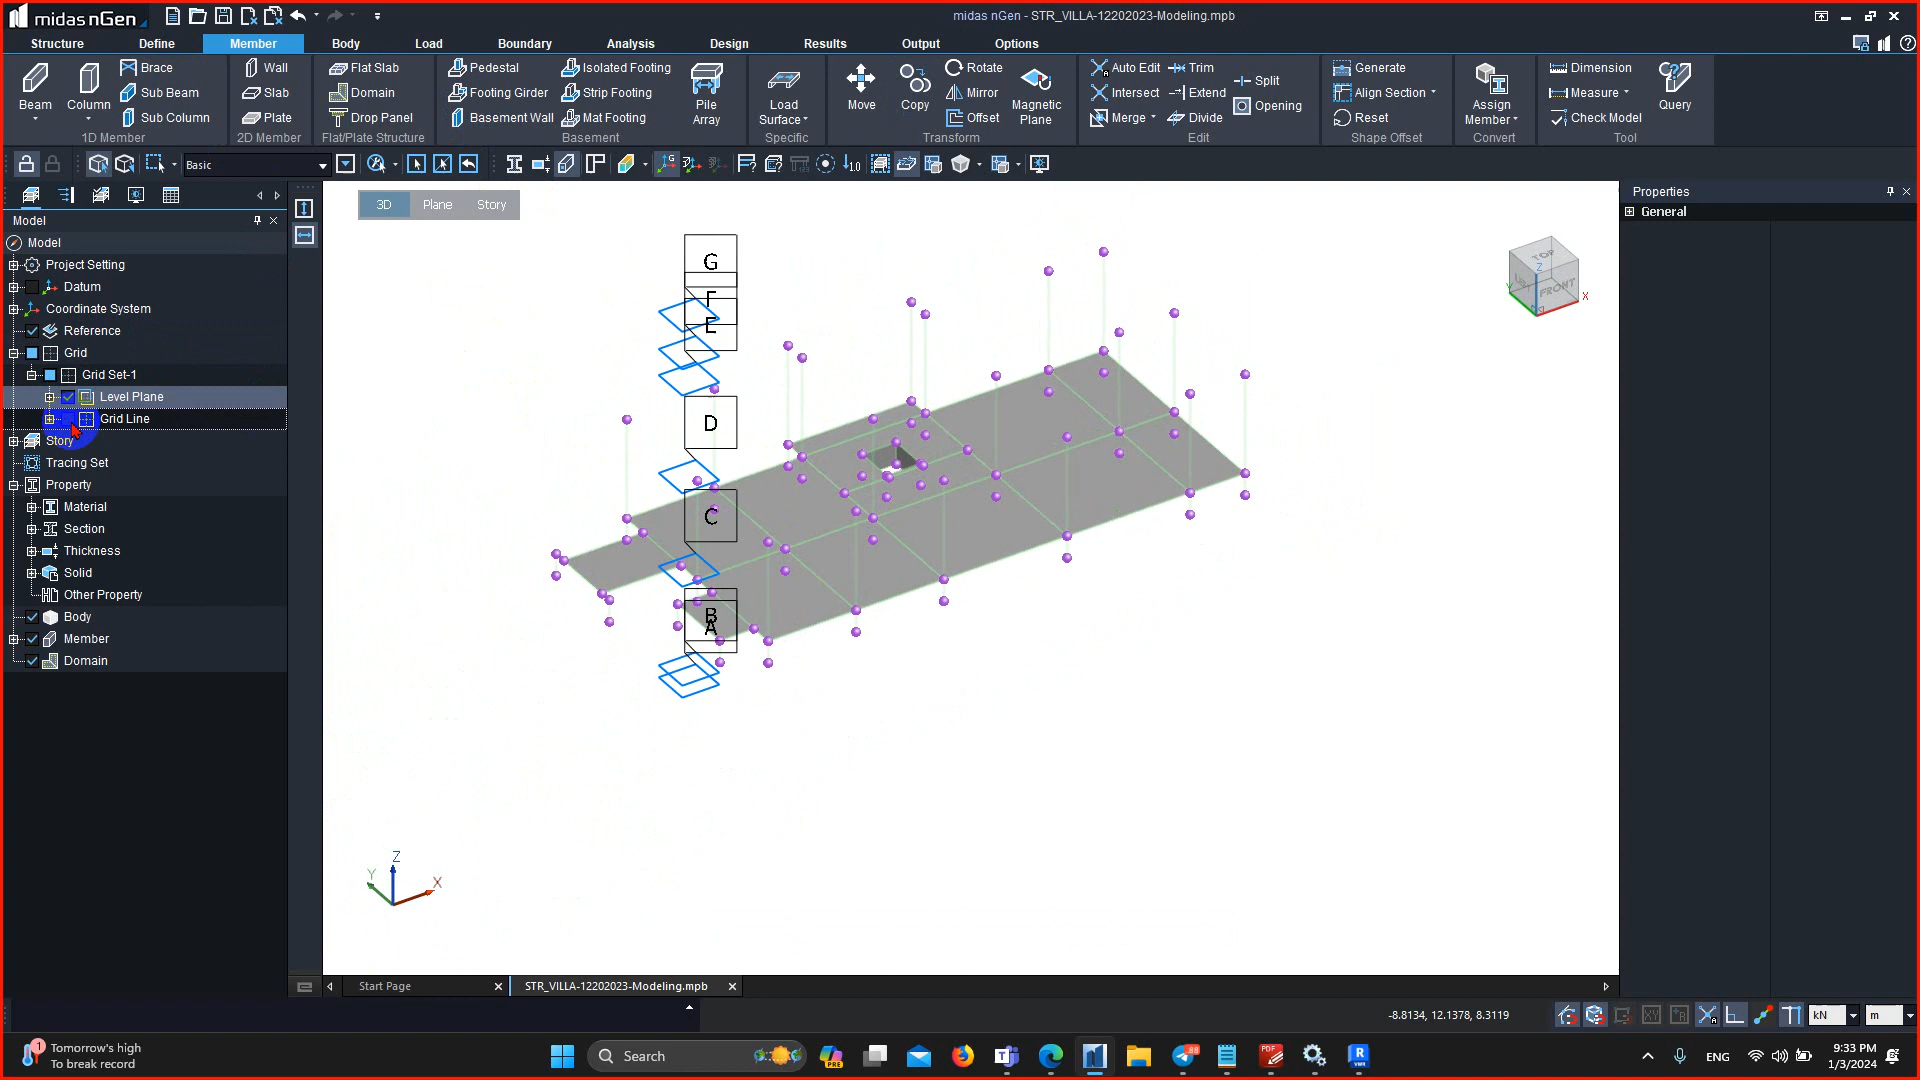 midas nGen
midas nGen - STR_VILLA-12202023-Modeling.mpb
Structure Define Member Body Load Boundary Analysis Design Results Output Options
Beam Column Brace Sub Beam Sub Column
1D Member
Wall Slab Plate
2D Member
Flat Slab Domain Drop Panel
Flat/Plate Structure
Pedestal Footing Girder Basement Wall Isolated Footing Strip Footing Mat Footing Pile Array
Basement
Load Surface
Specific
Move Copy Rotate Mirror Offset Magnetic Plane
Transform
Auto Edit Intersect Merge Trim Extend Divide Split Opening
Edit
Generate Align Section Reset
Shape Offset
Assign Member
Convert
Dimension Measure Check Model Query
Tool
Basic
1.0
Model
Model
Project Setting
Datum
Coordinate System
Reference
Grid
Grid Set-1
Level Plane
Grid Line
Story
Tracing Set
Property
Material
Section
Thickness
Solid
Other Property
Body
Member
Domain
3D Plane Story
G
F
E
D
C
B
A
TOP
FRONT
Z
X
Z
Y
X
Properties
General
Start Page
STR_VILLA-12202023-Modeling.mpb
-8.8134, 12.1378, 8.3119
kN
m
1
Tomorrow's high
To break record
Search
PRE
88
PDF
R
ENG
9:33 PM
1/3/2024